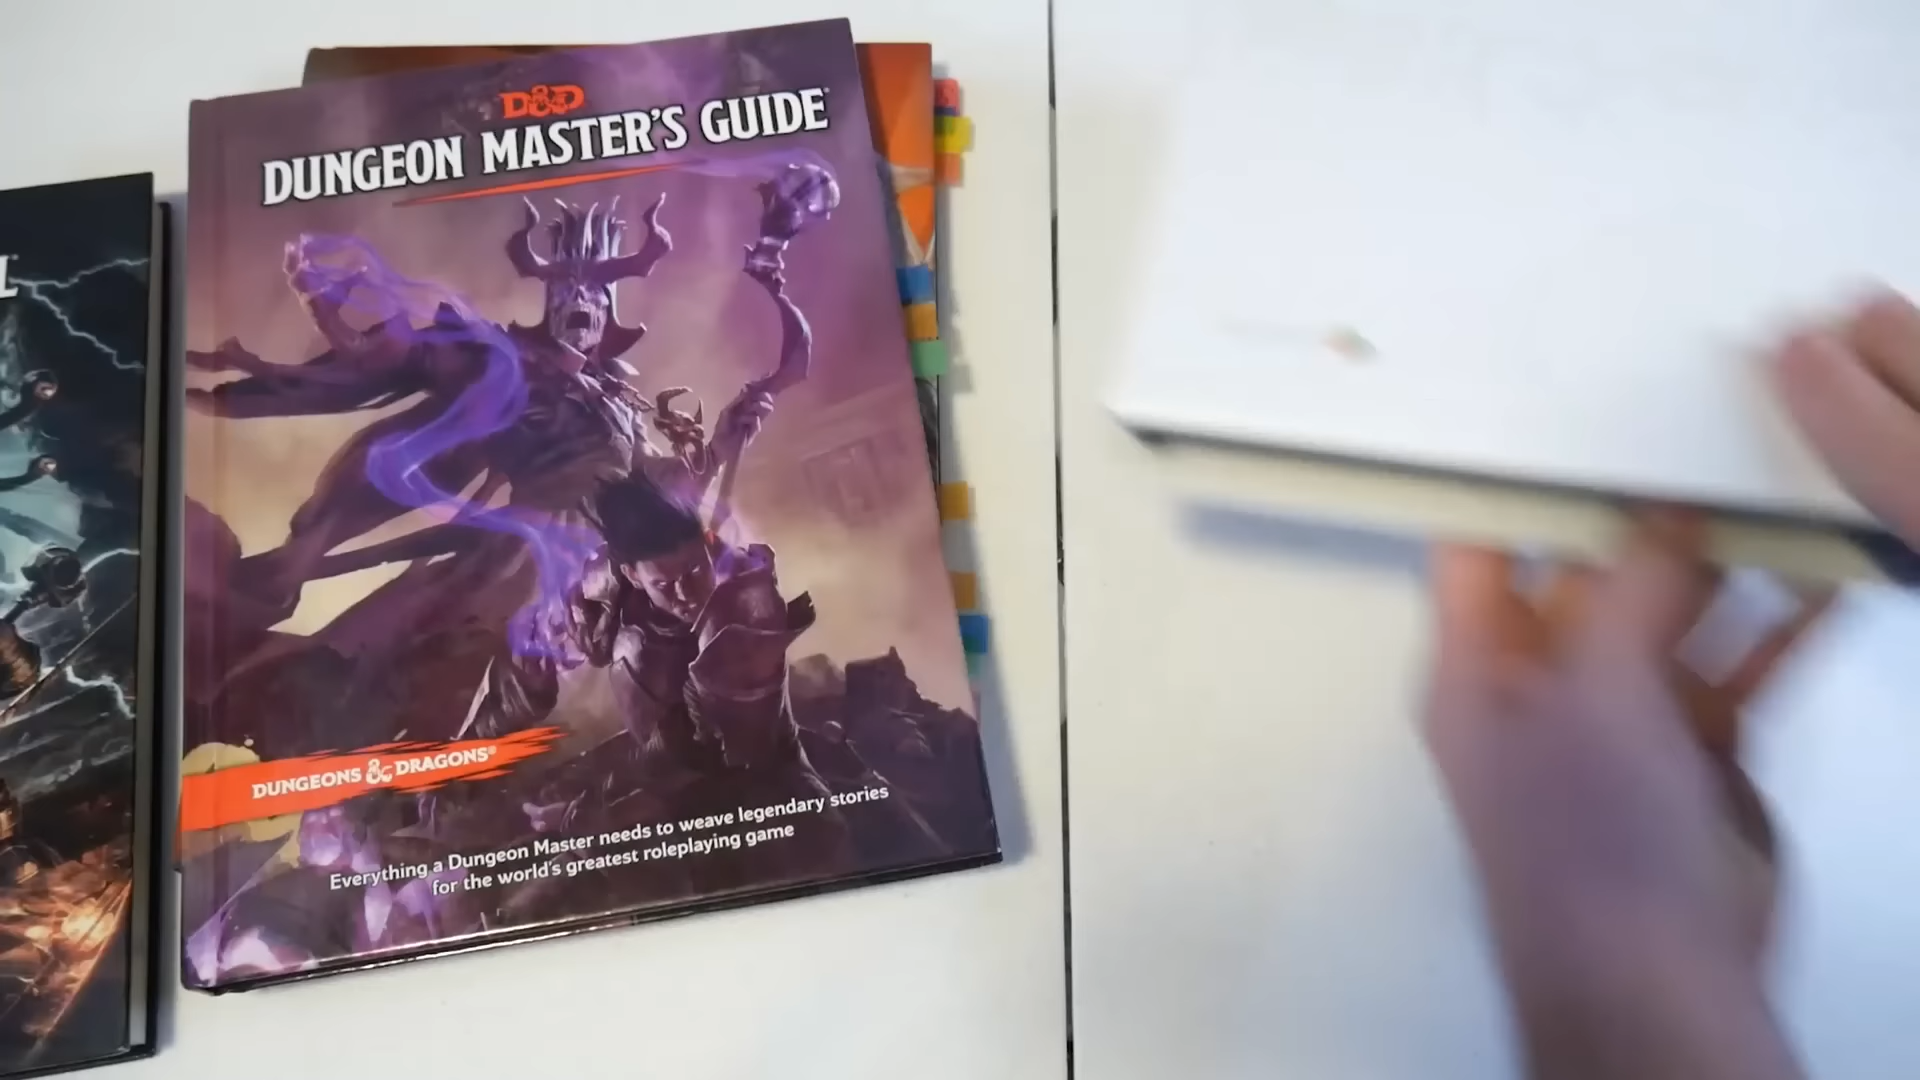 D&D
DUNGEON MASTER'S GUIDE®
L
DUNGEONS & DRAGONS®
Everything a Dungeon Master needs to weave legendary stories
for the world's greatest roleplaying game